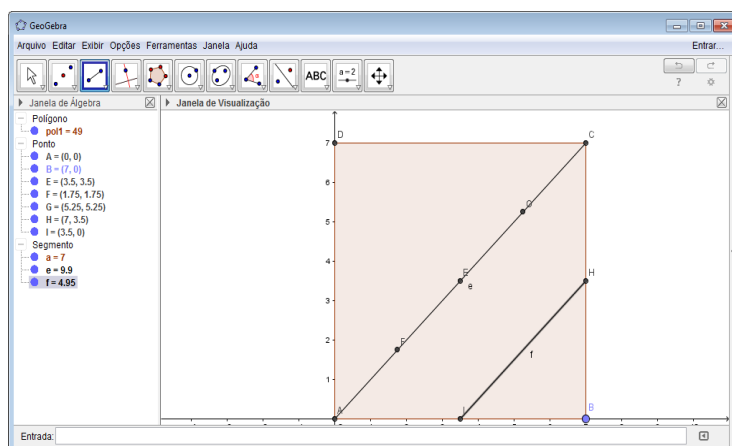 GeoGebra
Arquivo Editar Exibir Opções Ferramentas Janela Ajuda Entrar...
ABC a=2
Janela de Álgebra
Janela de Visualização
Polígono
pol1 = 49
Ponto
A = (0, 0)
B = (7, 0)
E = (3.5, 3.5)
F = (1.75, 1.75)
G = (5.25, 5.25)
H = (7, 3.5)
I = (3.5, 0)
Segmento
a = 7
e = 9.9
f = 4.95
D
C
7
6
G
5
4
E
H
e
3
2
F
f
1
A
I
B
Entrada: